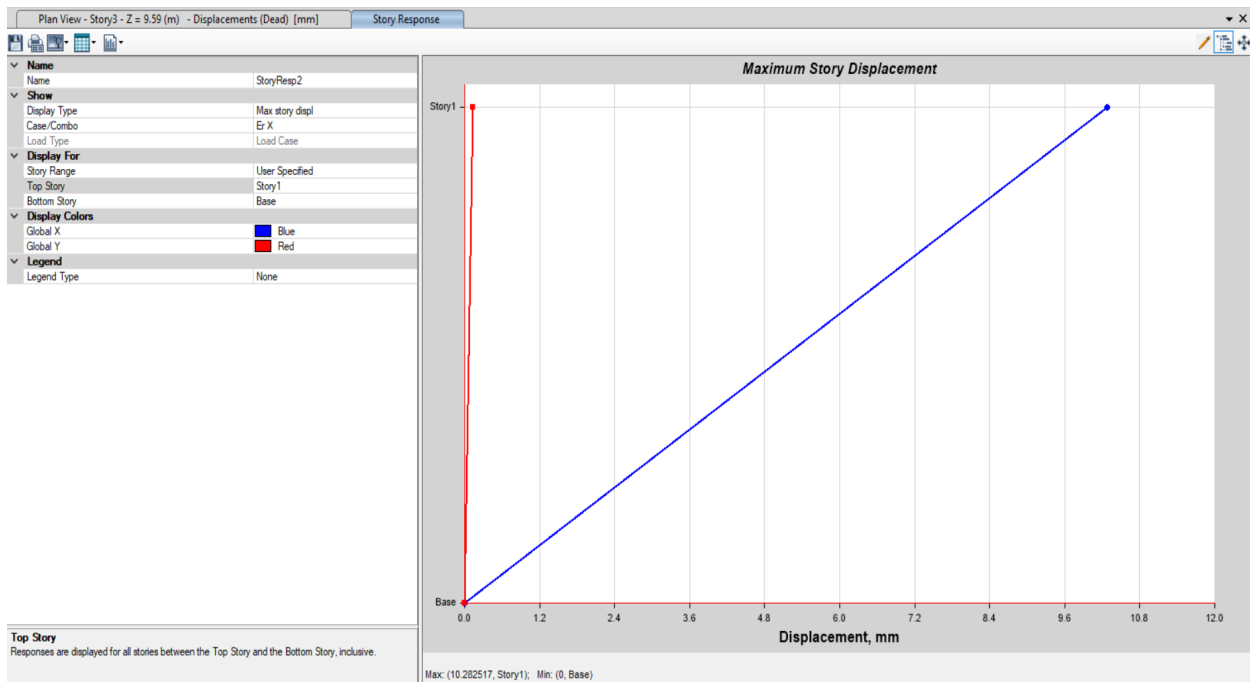 Plan View - Story3 - Z = 9.59 (m) - Displacements (Dead) [mm]
Story Response
Name
Name StoryResp2
Show
Display Type Max story displ
Case/Combo Er X
Load Type Load Case
Display For
Story Range User Specified
Top Story Story1
Bottom Story Base
Display Colors
Global X Blue
Global Y Red
Legend
Legend Type None
Top Story
Responses are displayed for all stories between the Top Story and the Bottom Story, inclusive.
Maximum Story Displacement
Story1
Base
0.0 1.2 2.4 3.6 4.8 6.0 7.2 8.4 9.6 10.8 12.0
Displacement, mm
Max: (10.282517, Story1); Min: (0, Base)